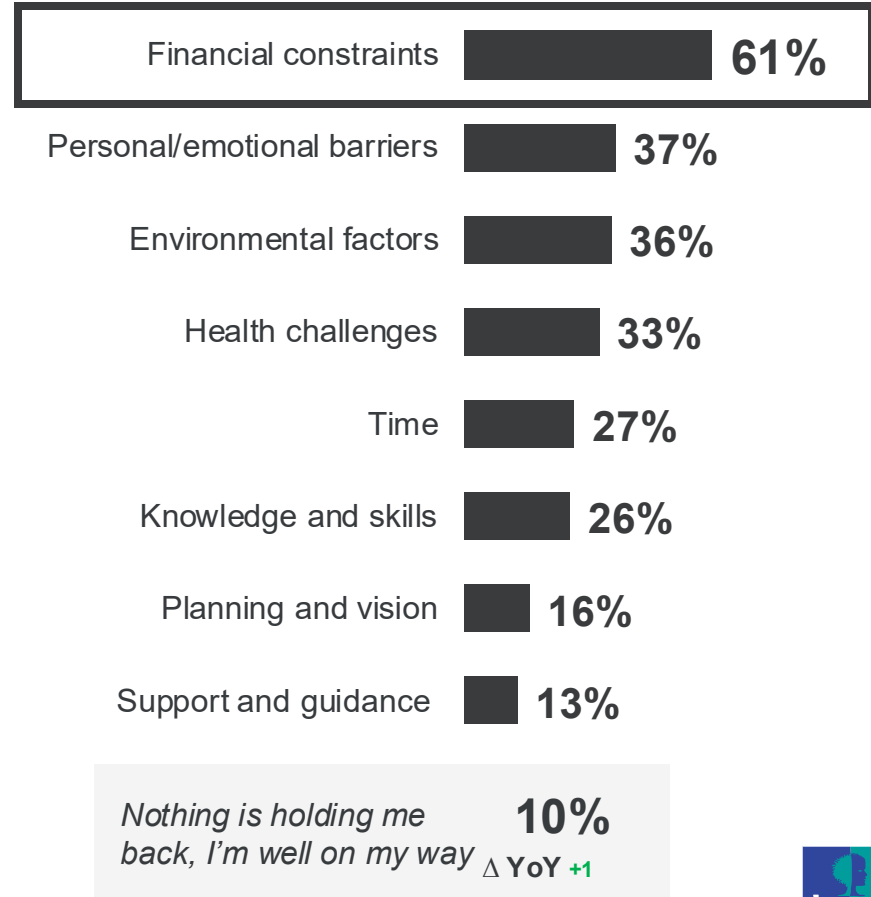 Financial constraints 61%
Personal/emotional barriers 37%
Environmental factors 36%
Health challenges 33%
Time 27%
Knowledge and skills 26%
Planning and vision 16%
Support and guidance 13%
Nothing is holding me 10%
back, I'm well on my way Δ YoY +1